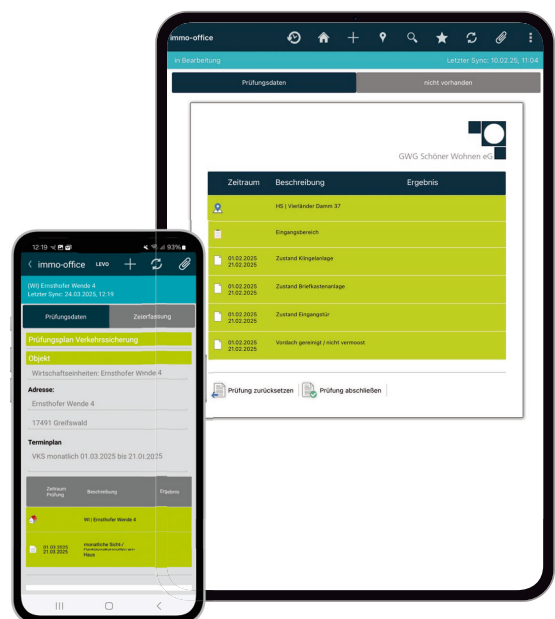 immo-office
in Bearbeitung
Letzter Sync: 10.02.25, 11:04
Prüfungsdaten
nicht vorhanden
GWG Schöner Wohnen eG
Zeitraum Beschreibung Ergebnis
HS | Vierländer Damm 37
Eingangsbereich
01.02.2025
21.02.2025
Zustand Klingelanlage
01.02.2025
21.02.2025
Zustand Briefkastenanlage
01.02.2025
21.02.2025
Zustand Eingangstür
01.02.2025
21.02.2025
Vordach gereinigt / nicht vermoost
Prüfung zurücksetzen
Prüfung abschließen
12:19
93%
immo-office LEVO
(WI) Ernsthofer Wende 4
Letzter Sync: 24.03.2025, 12:19
Prüfungsdaten
Zeiterfassung
Prüfungsplan Verkehrssicherung
Objekt
Wirtschaftseinheiten: Ernsthofer Wende 4
Adresse:
Ernsthofer Wende 4
17491 Greifswald
Terminplan
VKS monatlich 01.03.2025 bis 21.01.2025
Zeitraum
Prüfung
Beschreibung
Ergebnis
WI | Ernsthofer Wende 4
01.03.2025
21.03.2025
monatliche Sicht-/
Haus